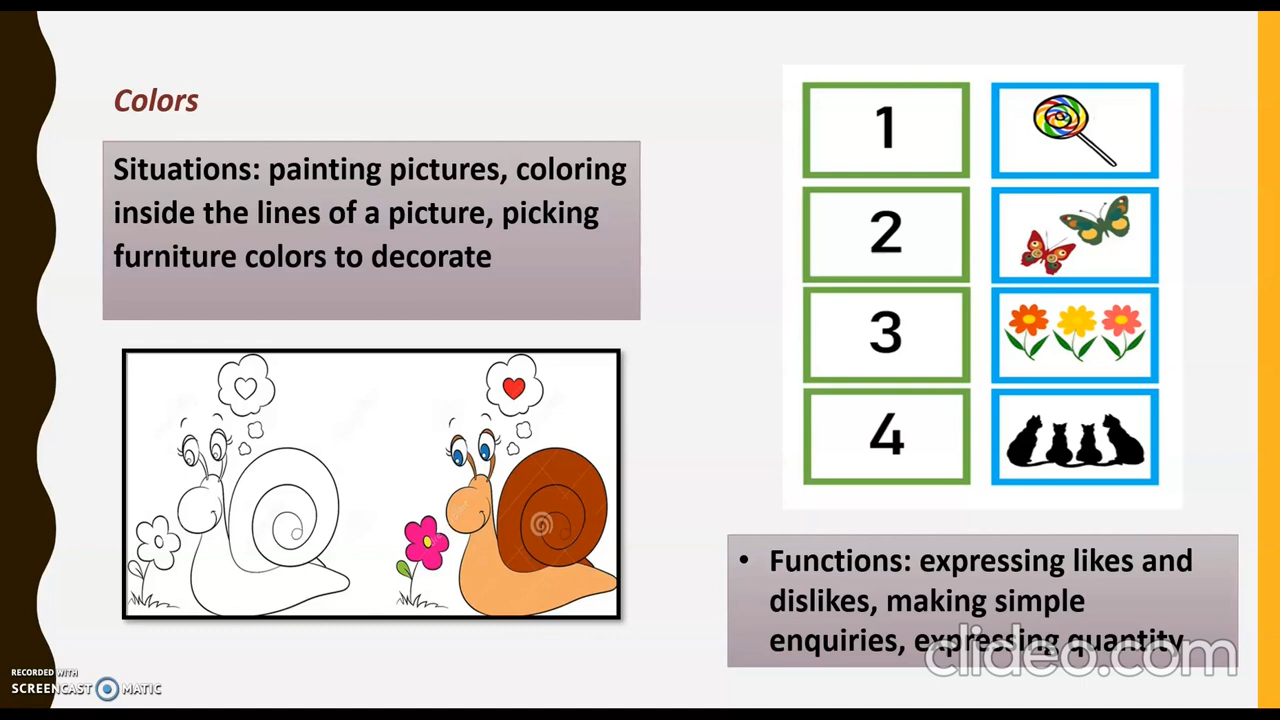 Colors
Situations: painting pictures, coloring
inside the lines of a picture, picking
furniture colors to decorate
1
2
3
4
• Functions: expressing likes and
dislikes, making simple
enquiries, expressing quantity
clideo.com
RECORDED WITH
SCREENCAST MATIC